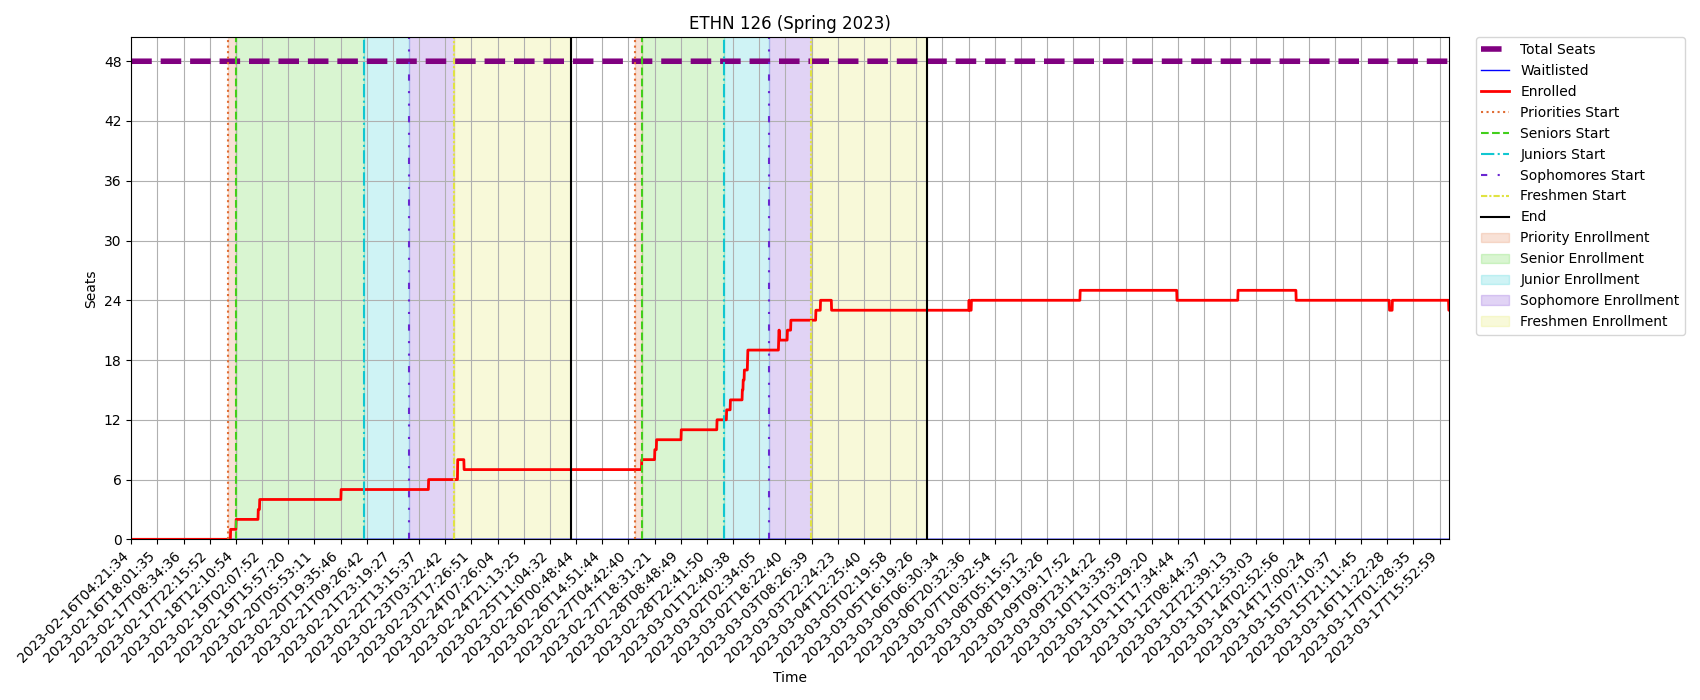 ETHN 126 (Spring 2023)
Seats
48
42
36
30
24
18
12
6
0
2023-02-16T04:21:34
2023-02-16T18:01:35
2023-02-17T08:34:36
2023-02-17T22:15:52
2023-02-18T12:10:54
2023-02-19T02:07:52
2023-02-19T15:57:20
2023-02-20T05:53:11
2023-02-20T19:35:46
2023-02-21T09:26:42
2023-02-21T23:19:27
2023-02-22T13:15:37
2023-02-23T03:22:42
2023-02-23T17:26:51
2023-02-24T07:26:04
2023-02-24T21:13:25
2023-02-25T11:04:32
2023-02-26T00:48:44
2023-02-26T14:51:44
2023-02-27T04:42:40
2023-02-27T18:31:21
2023-02-28T08:48:49
2023-02-28T22:41:50
2023-03-01T12:40:38
2023-03-02T02:34:05
2023-03-02T18:22:40
2023-03-03T08:26:39
2023-03-03T22:24:23
2023-03-04T12:25:40
2023-03-05T02:19:58
2023-03-05T16:19:26
2023-03-06T06:30:34
2023-03-06T20:32:36
2023-03-07T10:32:54
2023-03-08T05:15:52
2023-03-08T19:13:26
2023-03-09T09:17:52
2023-03-09T23:14:22
2023-03-10T13:33:59
2023-03-11T03:29:20
2023-03-11T17:34:44
2023-03-12T08:44:37
2023-03-12T22:39:13
2023-03-13T12:53:03
2023-03-14T02:52:56
2023-03-14T17:00:24
2023-03-15T07:10:37
2023-03-15T21:11:45
2023-03-16T11:22:28
2023-03-17T01:28:35
2023-03-17T15:52:59
Time
Total Seats
Waitlisted
Enrolled
Priorities Start
Seniors Start
Juniors Start
Sophomores Start
Freshmen Start
End
Priority Enrollment
Senior Enrollment
Junior Enrollment
Sophomore Enrollment
Freshmen Enrollment